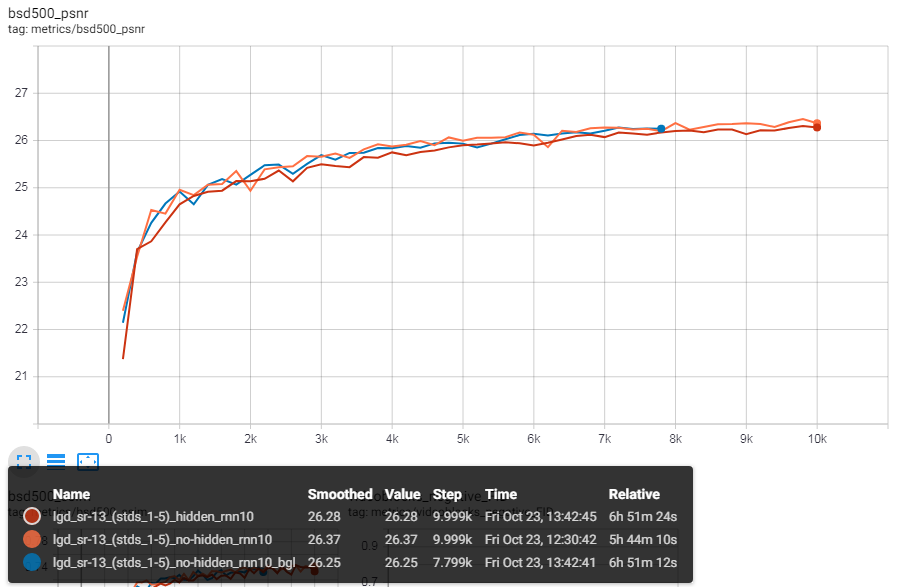 bsd500_psnr
tag: metrics/bsd500_psnr
27
26
25
24
23
22
21
0 1k 2k 3k 4k 5k 6k 7k 8k 9k 10k
Name Smoothed Value Step Time Relative
lgd_sr-13_(stds_1-5)_hidden_rnn10 26.28 26.28 9.999k Fri Oct 23, 13:42:45 6h 51m 24s
lgd_sr-13_(stds_1-5)_no-hidden_rnn10 26.37 26.37 9.999k Fri Oct 23, 12:30:42 5h 44m 10s
0.9
lgd_sr-13_(stds_1-5)_no-hidden_rnn10_bgl 26.25 26.25 7.799k Fri Oct 23, 13:42:41 6h 51m 12s
0.7